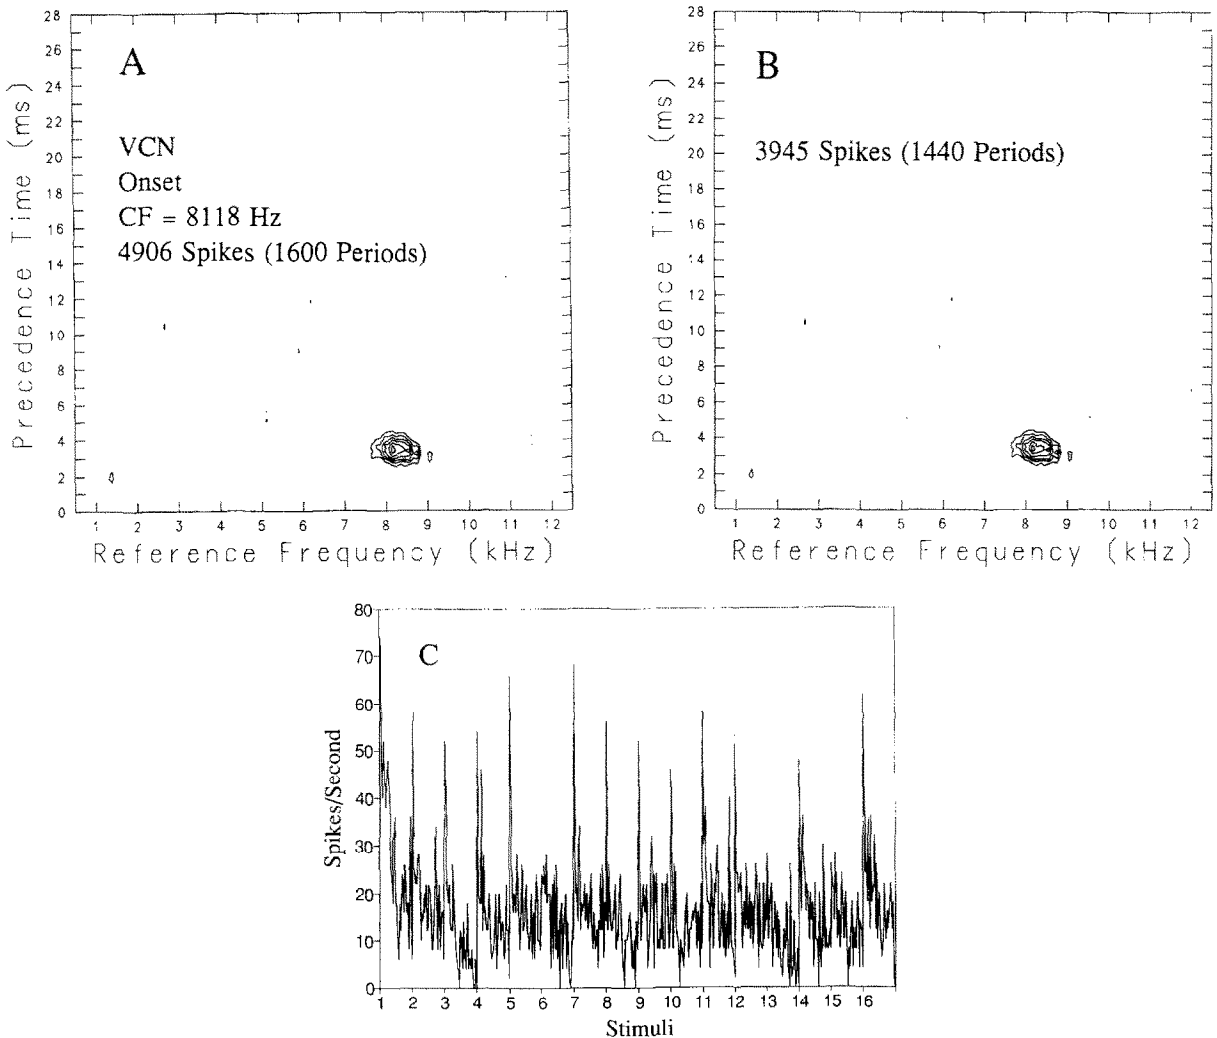 A
VCN
Onset
CF = 8118 Hz
4906 Spikes (1600 Periods)
Precedence Time (ms)
28
26
24
22
20
18
16
14
12
10
8
6
4
2
0
1 2 3 4 5 6 7 8 9 10 11 12
Reference Frequency (kHz)
B
3945 Spikes (1440 Periods)
Precedence Time (ms)
28
26
24
22
20
18
16
14
12
10
8
6
4
2
0
1 2 3 4 5 6 7 8 9 10 11 12
Reference Frequency (kHz)
C
Spikes/Second
80
70
60
50
40
30
20
10
0
1 2 3 4 5 6 7 8 9 10 11 12 13 14 15 16
Stimuli